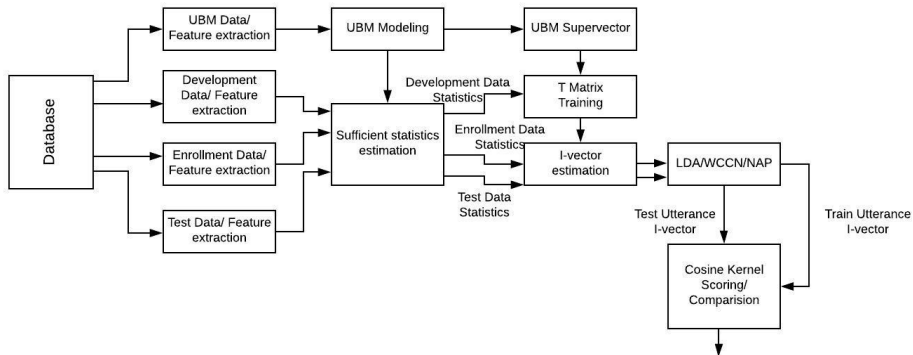 UBM Data/
Feature extraction
UBM Modeling
UBM Supervector
Database
Development
Data/ Feature
extraction
Development Data
Statistics
T Matrix
Training
Sufficient statistics
estimation
Enrollment Data
Statistics
Enrollment Data/
Feature extraction
I-vector
estimation
LDA/WCCN/NAP
Test Data
Statistics
Test Data/ Feature
extraction
Test Utterance
I-vector
Train Utterance
I-vector
Cosine Kernel
Scoring/
Comparision